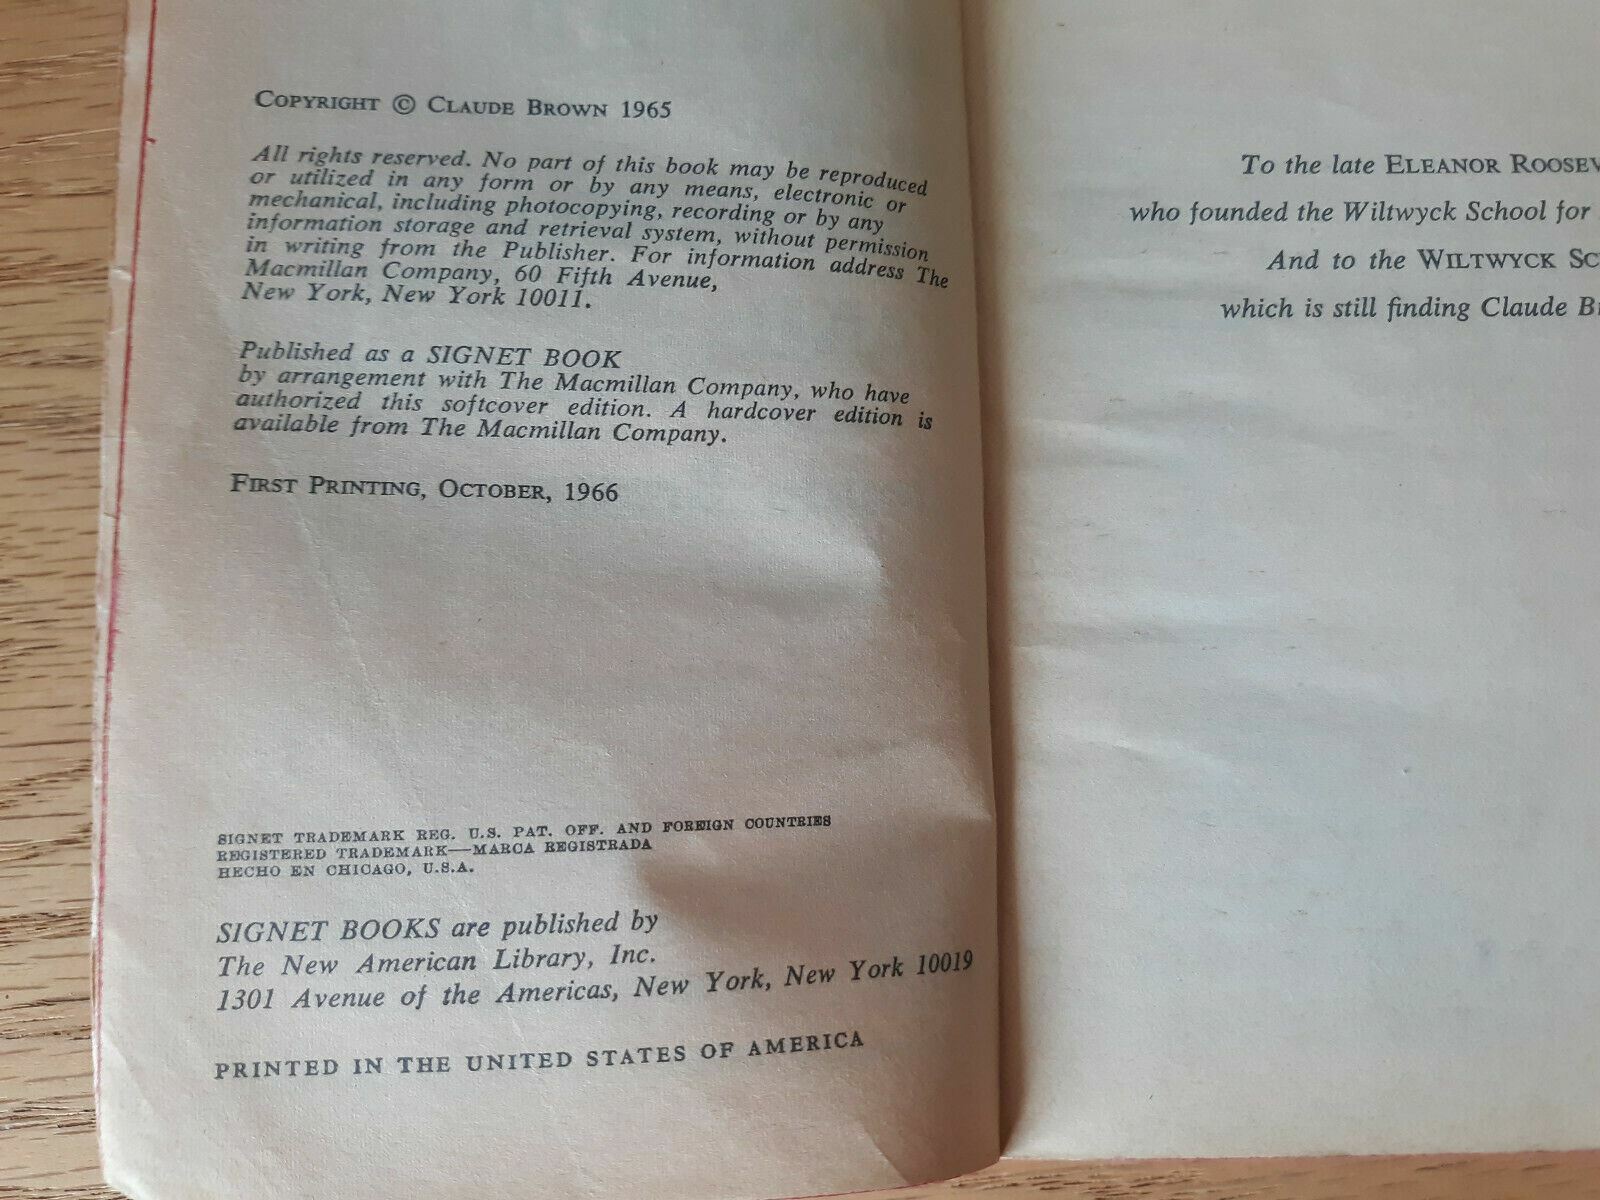 COPYRIGHT © CLAUDE BROWN 1965
All rights reserved. No part of this book may be reproduced
or utilized in any form or by any means, electronic or
mechanical, including photocopying, recording or by any
information storage and retrieval system, without permission
in writing from the Publisher. For information address The
Macmillan Company, 60 Fifth Avenue,
New York, New York 10011.
Published as a SIGNET BOOK
by arrangement with The Macmillan Company, who have
authorized this softcover edition. A hardcover edition is
available from The Macmillan Company.
FIRST PRINTING, OCTOBER, 1966
SIGNET TRADEMARK REG. U.S. PAT. OFF. AND FOREIGN COUNTRIES
REGISTERED TRADEMARK—MARCA REGISTRADA
HECHO EN CHICAGO, U.S.A.
SIGNET BOOKS are published by
The New American Library, Inc.
1301 Avenue of the Americas, New York, New York 10019
PRINTED IN THE UNITED STATES OF AMERICA
To the late ELEANOR
who founded the Wiltwyck School for
And to the WILTWYCK
which is still finding Claude